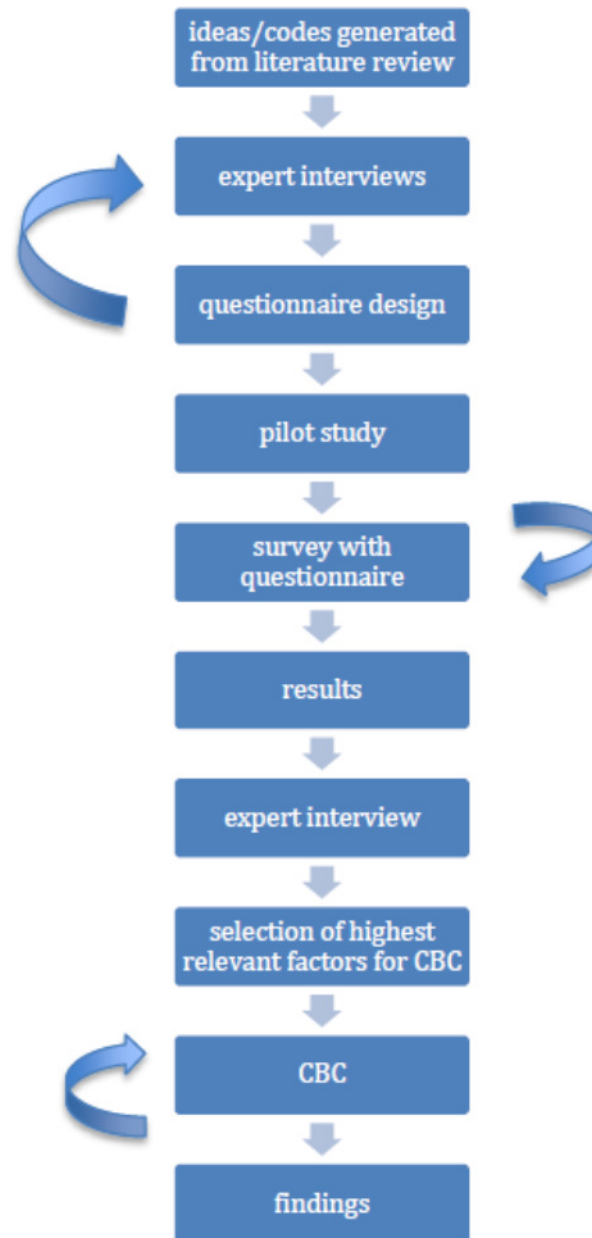 ideas/codes generated
from literature review
expert interviews
questionnaire design
pilot study
survey with
questionnaire
results
expert interview
selection of highest
relevant factors for CBC
CBC
findings